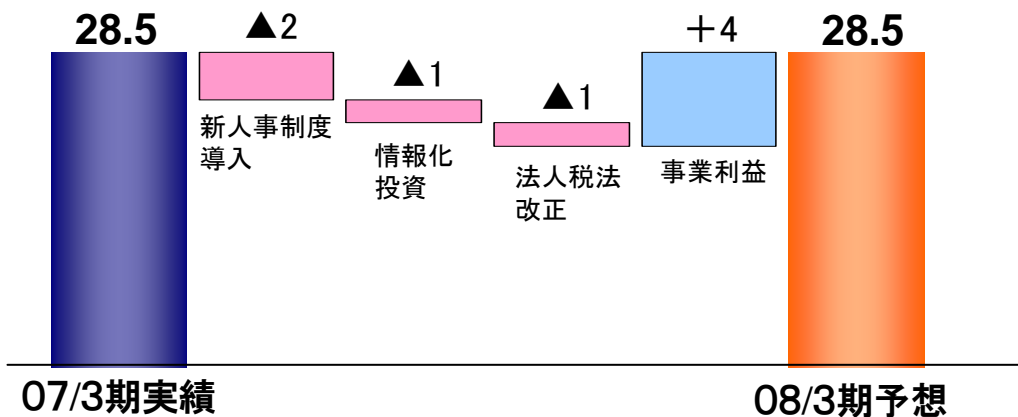 28.5
▲2
▲1
▲1
＋4
28.5
新人事制度
導入
情報化
投資
法人税法
改正
事業利益
07/3期実績
08/3期予想